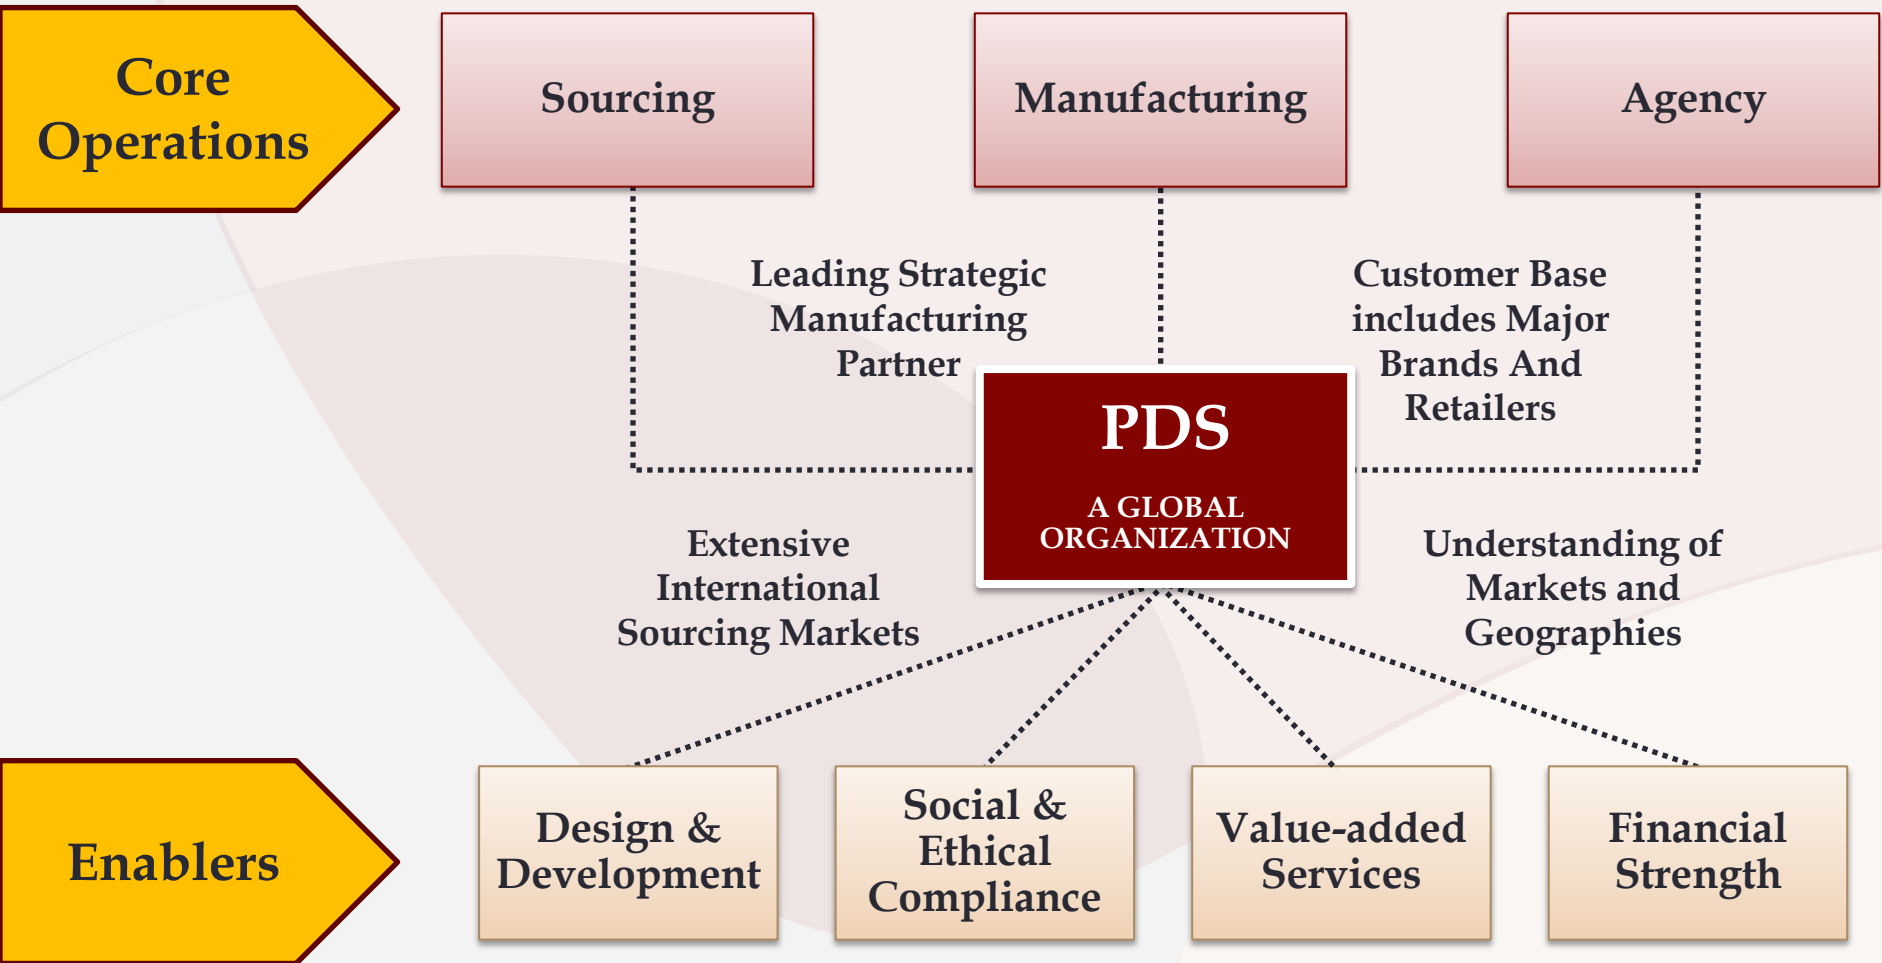 Core
Operations
Sourcing
Manufacturing
Agency
Leading Strategic
Manufacturing
Partner
Customer Base
includes Major
Brands And
Retailers
PDS
A GLOBAL
ORGANIZATION
Extensive
International
Sourcing Markets
Understanding of
Markets and
Geographies
Enablers
Design &
Development
Social &
Ethical
Compliance
Value-added
Services
Financial
Strength